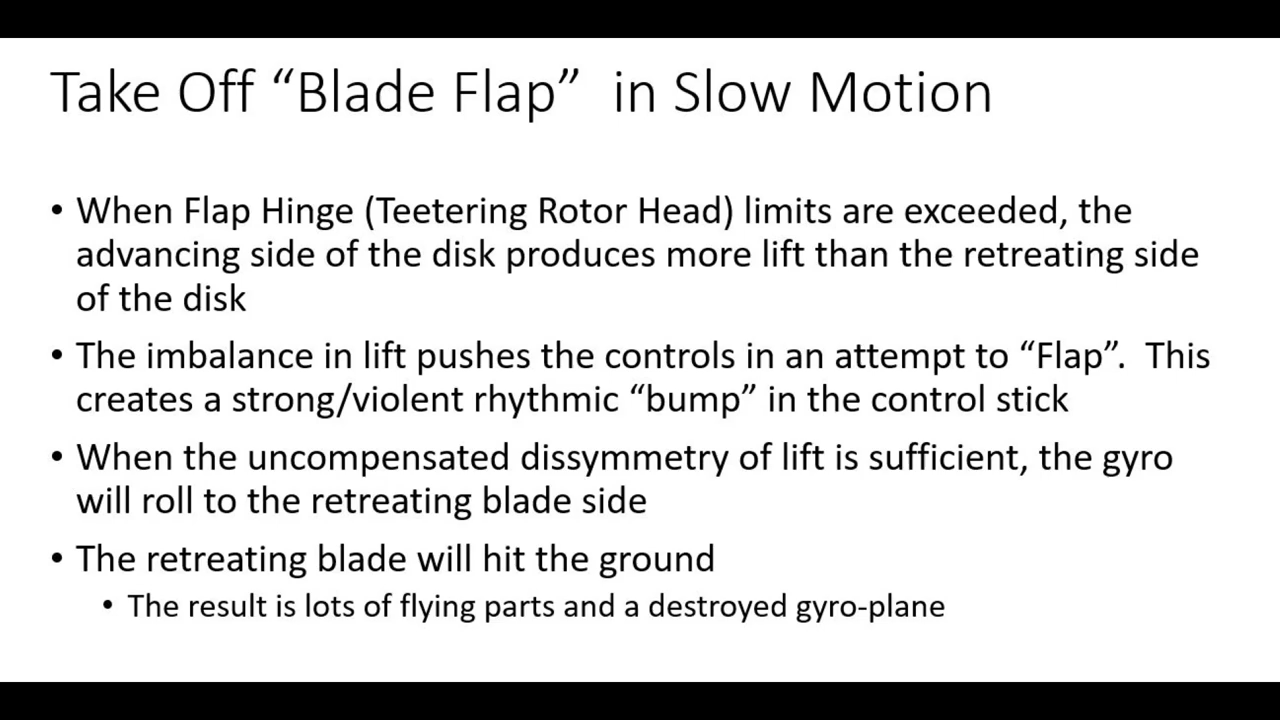 Take Off “Blade Flap”  in Slow Motion
• When Flap Hinge (Teetering Rotor Head) limits are exceeded, the
advancing side of the disk produces more lift than the retreating side
of the disk
• The imbalance in lift pushes the controls in an attempt to “Flap”.  This
creates a strong/violent rhythmic “bump” in the control stick
• When the uncompensated dissymmetry of lift is sufficient, the gyro
will roll to the retreating blade side
• The retreating blade will hit the ground
• The result is lots of flying parts and a destroyed gyro-plane